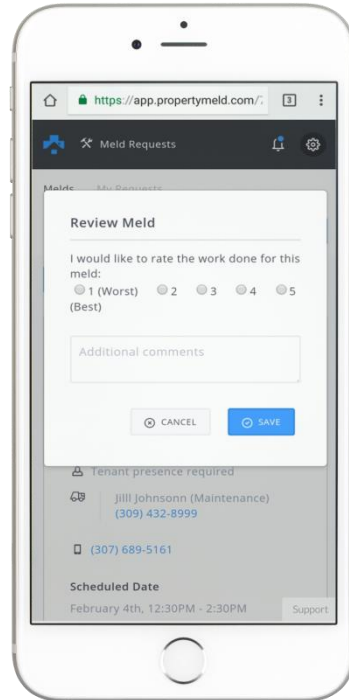 https://app.propertymeld.com/
3
Meld Requests
Melds My Requests
Review Meld
I would like to rate the work done for this
meld:
1 (Worst) 2 3 4 5
(Best)
Additional comments
CANCEL SAVE
Tenant presence required
Jilll Johnsonn (Maintenance)
(309) 432-8999
(307) 689-5161
Scheduled Date
February 4th, 12:30PM - 2:30PM
Support